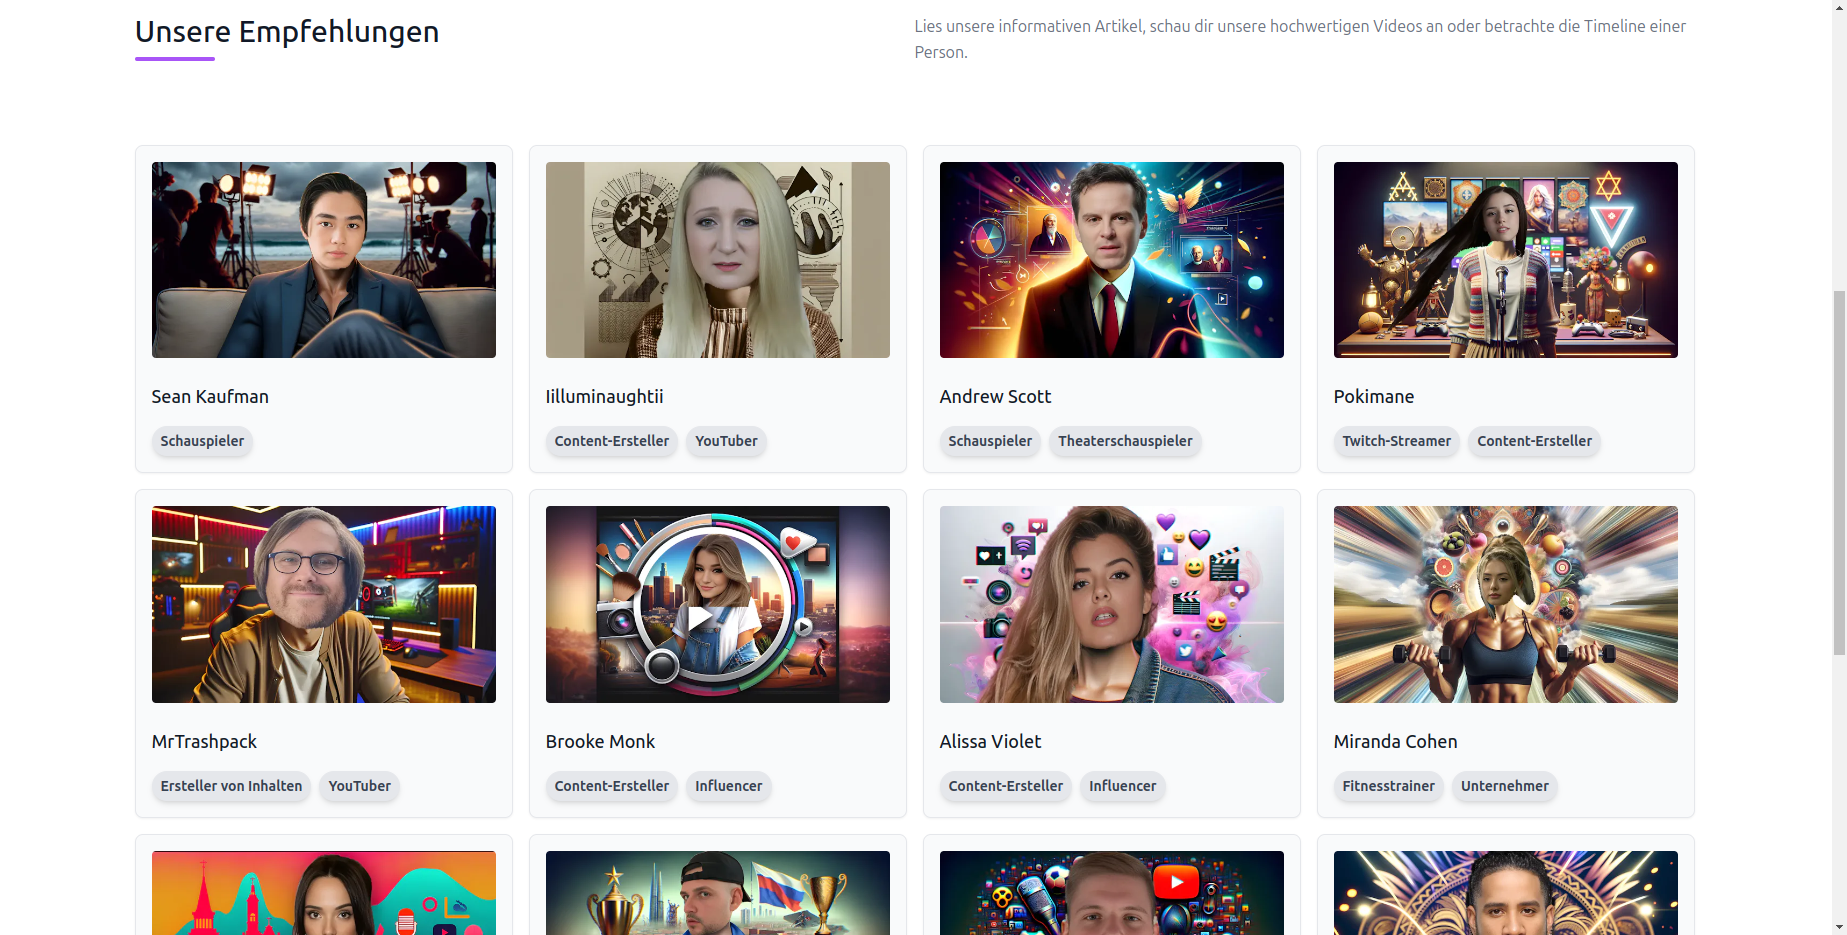 Unsere Empfehlungen
Lies unsere informativen Artikel, schau dir unsere hochwertigen Videos an oder betrachte die Timeline einer
Person.
Sean Kaufman
Schauspieler
Iilluminaughtii
Content-Ersteller YouTuber
Andrew Scott
Schauspieler Theaterschauspieler
Pokimane
Twitch-Streamer Content-Ersteller
MrTrashpack
Ersteller von Inhalten YouTuber
Brooke Monk
Content-Ersteller Influencer
Alissa Violet
Content-Ersteller Influencer
Miranda Cohen
Fitnesstrainer Unternehmer